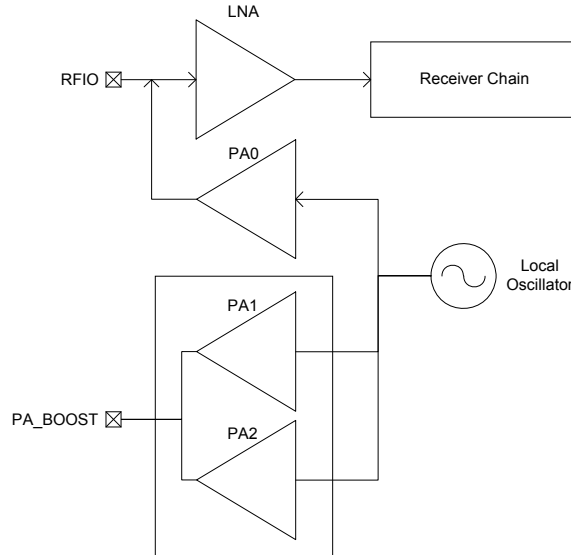 LNA
RFIO
Receiver Chain
PA0
Local
Oscillator
PA1
PA_BOOST
PA2